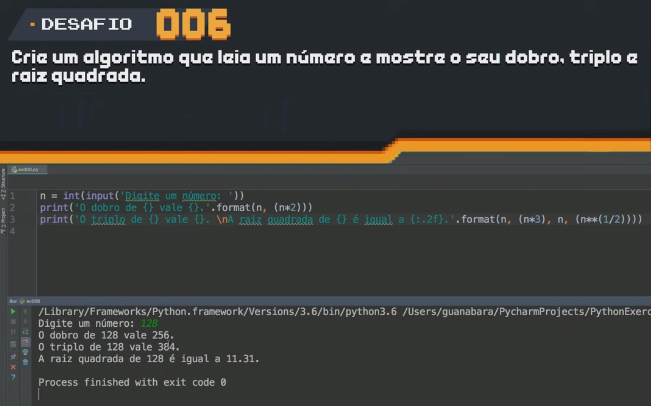 DESAFIO 006
Crie um algoritmo que leia um número e mostre o seu dobro, triplo e
raiz quadrada.
ex006.py
1 n = int(input('Digite um número: '))
2 print('O dobro de {} vale {}.'.format(n, (n*2)))
3 print('O triplo de {} vale {}. \nA raiz quadrada de {} é igual a {:.2f}.'.format(n, (n*3), n, (n**(1/2))))
4
Run ex006
/Library/Frameworks/Python.framework/Versions/3.6/bin/python3.6 /Users/guanabara/PycharmProjects/PythonExerc
Digite um número: 128
O dobro de 128 vale 256.
O triplo de 128 vale 384.
A raiz quadrada de 128 é igual a 11.31.
Process finished with exit code 0